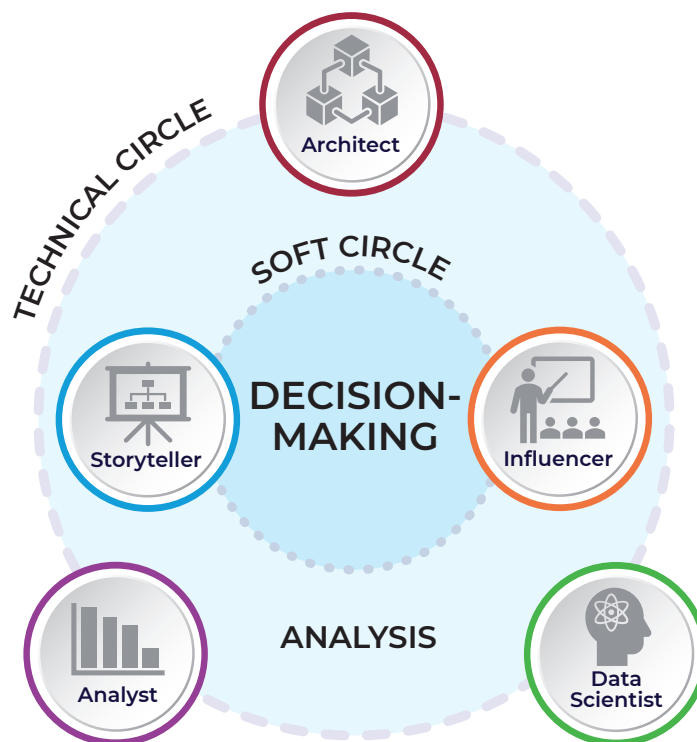 Architect
TECHNICAL CIRCLE
SOFT CIRCLE
Storyteller
DECISION-
MAKING
Influencer
ANALYSIS
Analyst
Data
Scientist